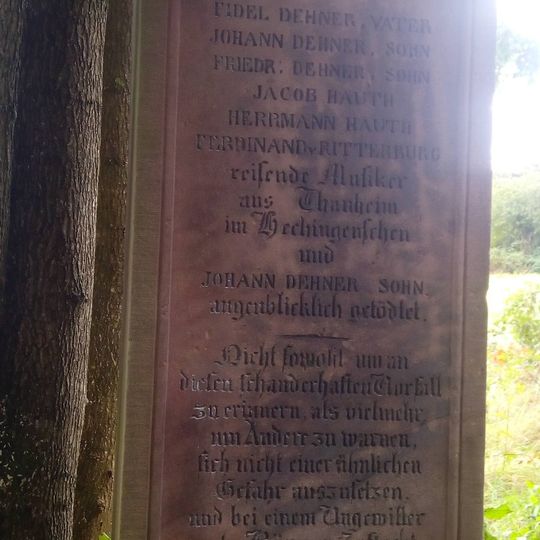 FIDEL DEHNER, VATER
JOHANN DEHNER, SOHN
FRIEDR: DEHNER, SOHN
JACOB HAUTH
HERRMANN HAUTH
FERDINAND v RITTERBURG
reisende Musiker
aus Thanheim
im Hechingenschen
und
JOHANN DEHNER SOHN,
augenblicklich getödtet.
Nicht sowohl um an
diesen schauderhaften Vorfall
zu erinnern, als vielmehr
um Andere zu warnen,
sich nicht einer ähnlichen
Gefahr auszusetzen.
und bei einem Ungewitter